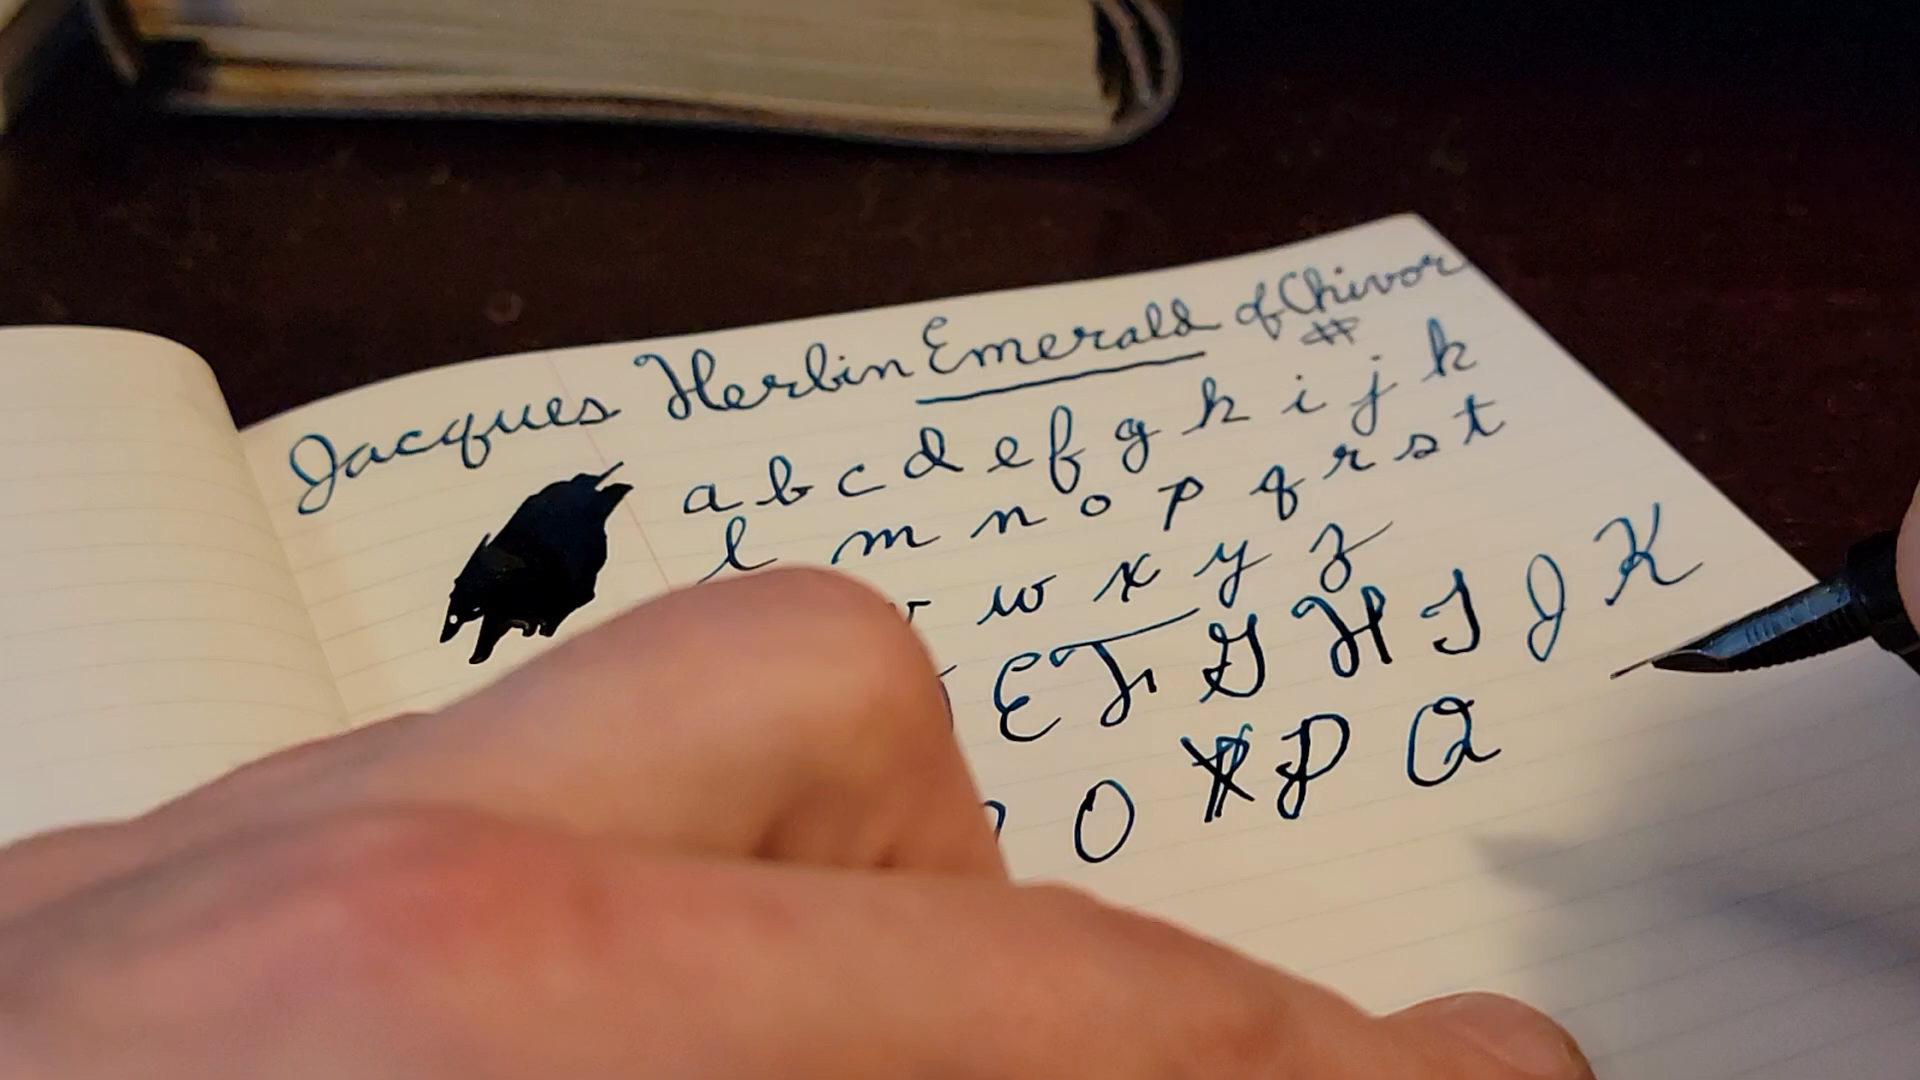 Jacques Herbin Emerald of Chivor
a b c d e f g h i j k
l m n o p q r s t
w x y z
E F G H I J K
O P Q